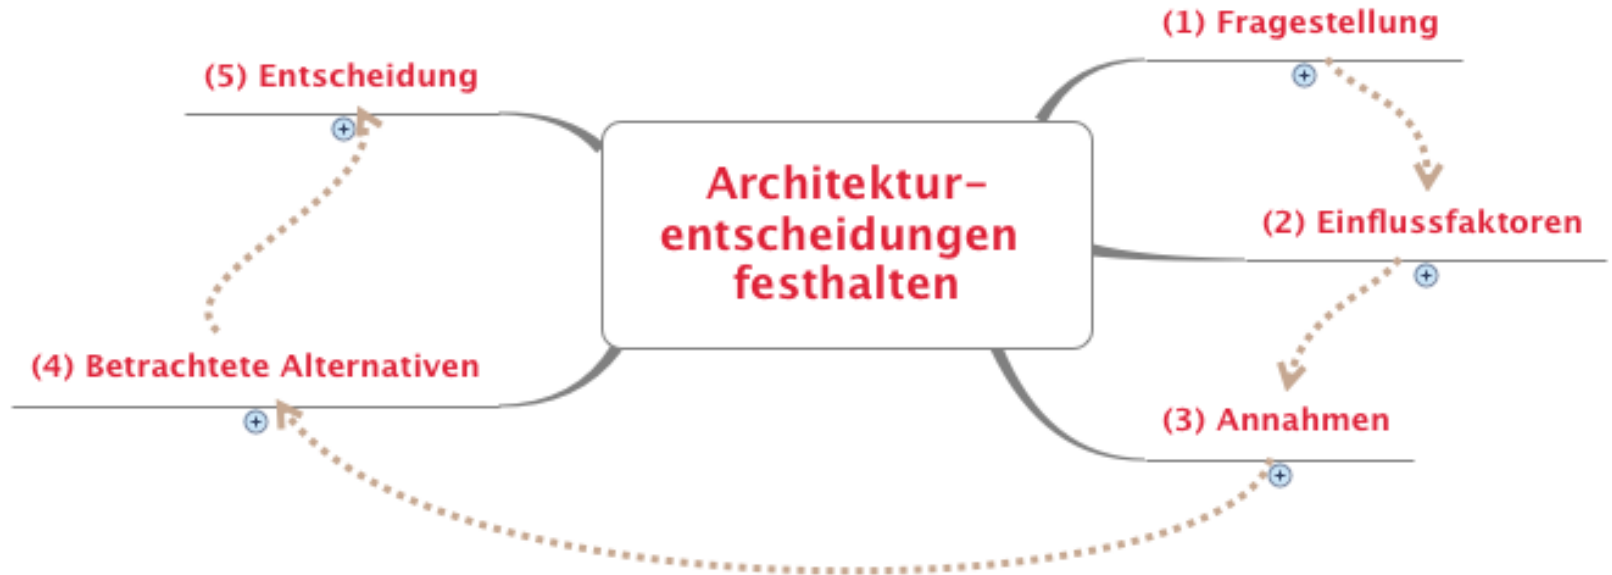 (1) Fragestellung
(5) Entscheidung
Architektur-
entscheidungen
festhalten
(2) Einflussfaktoren
(4) Betrachtete Alternativen
(3) Annahmen